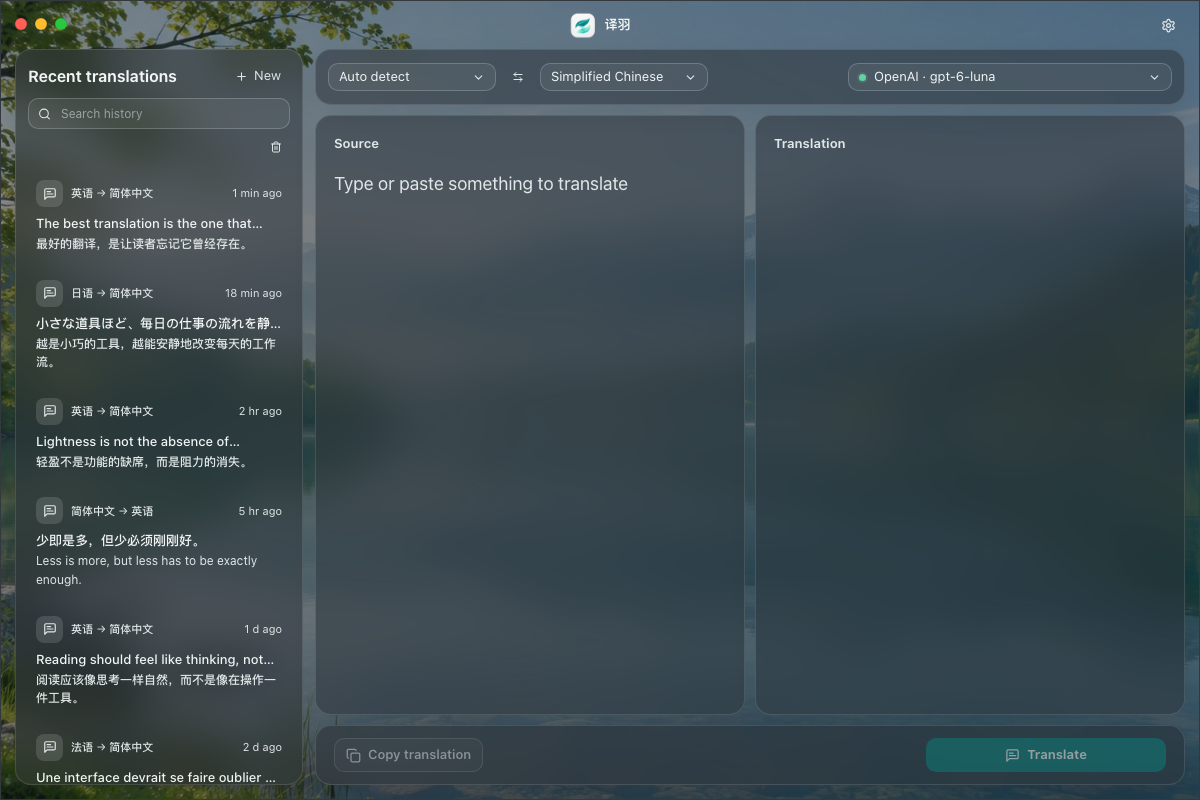 译羽
Recent translations
New
Search history
英语 → 简体中文
1 min ago
The best translation is the one that...
最好的翻译，是让读者忘记它曾经存在。
日语 → 简体中文
18 min ago
小さな道具ほど、毎日の仕事の流れを静...
越是小巧的工具，越能安静地改变每天的工作
流。
英语 → 简体中文
2 hr ago
Lightness is not the absence of...
轻盈不是功能的缺席，而是阻力的消失。
简体中文 → 英语
5 hr ago
少即是多，但少必须刚刚好。
Less is more, but less has to be exactly
enough.
英语 → 简体中文
1 d ago
Reading should feel like thinking, not...
阅读应该像思考一样自然，而不是像在操作一
件工具。
法语 → 简体中文
2 d ago
Une interface devrait se faire oublier ...
Auto detect
Simplified Chinese
OpenAI · gpt-6-luna
Source
Type or paste something to translate
Translation
Copy translation
Translate